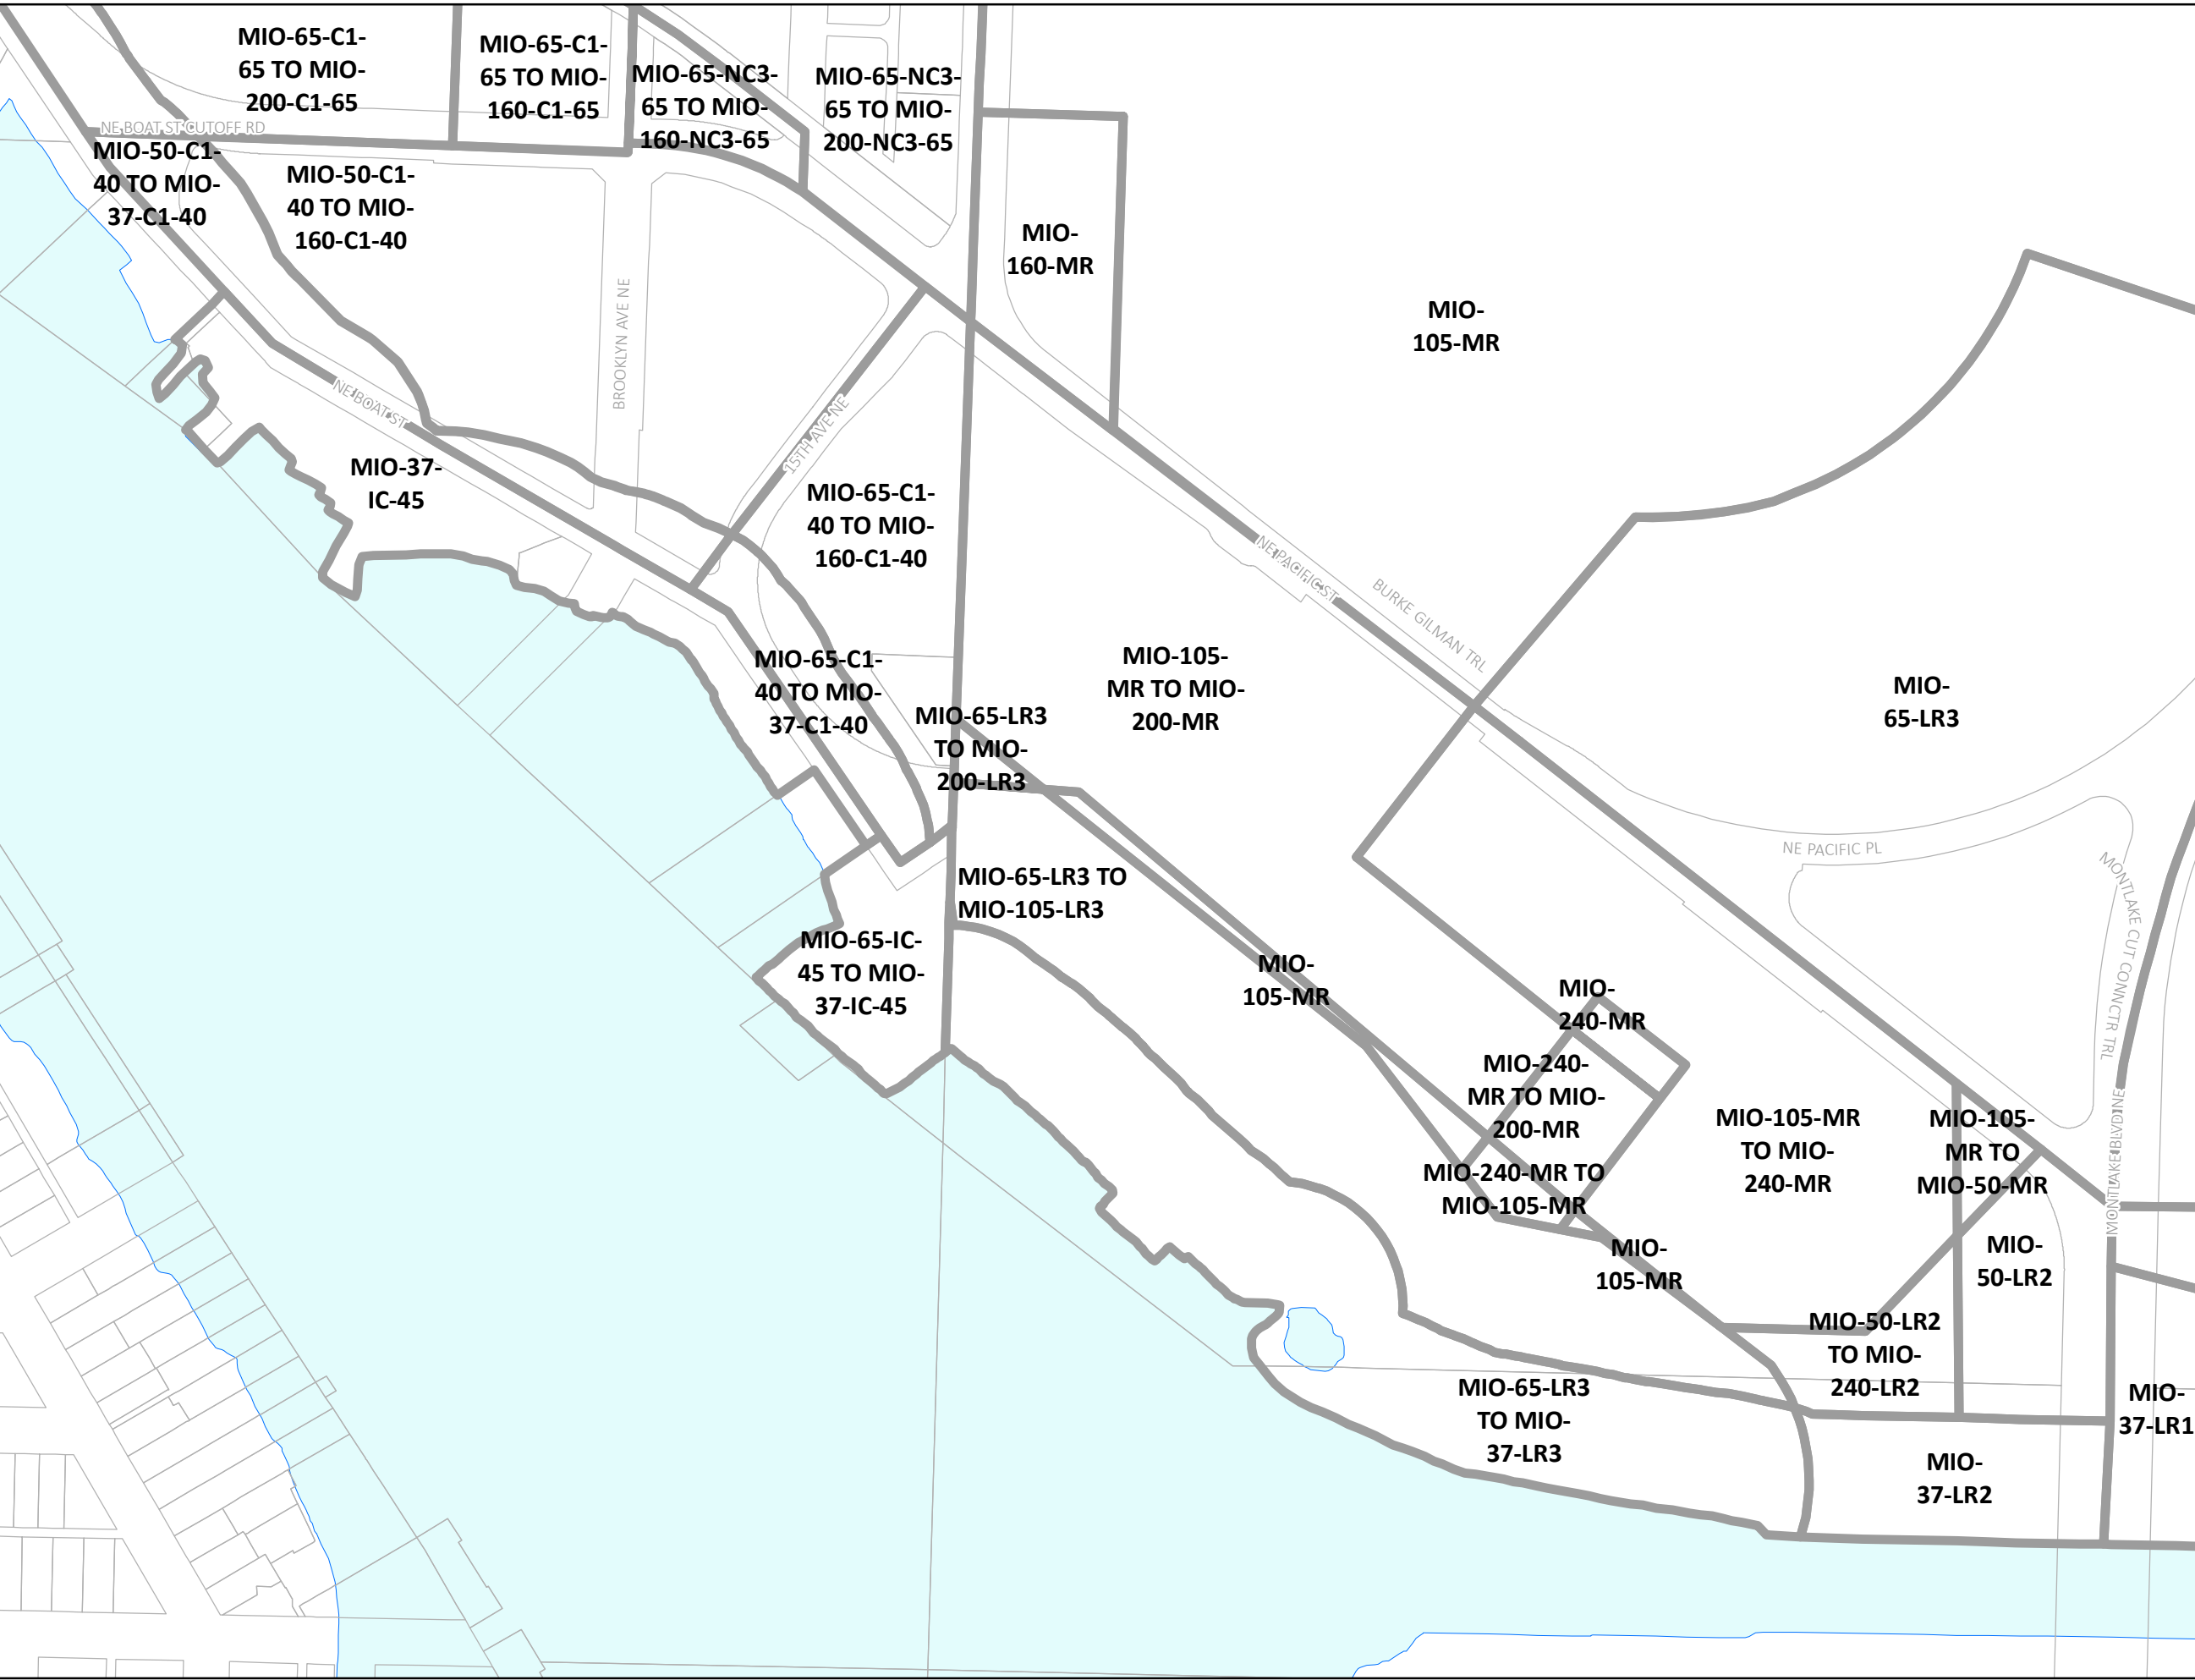 MIO-65-C1-
65 TO MIO-
200-C1-65
MIO-65-C1-
65 TO MIO-
160-C1-65
MIO-65-NC3-
65 TO MIO-
160-NC3-65
MIO-65-NC3-
65 TO MIO-
200-NC3-65
NE BOAT ST CUTOFF RD
MIO-50-C1-
40 TO MIO-
37-C1-40
MIO-50-C1-
40 TO MIO-
160-C1-40
MIO-
160-MR
MIO-
105-MR
BROOKLYN AVE NE
NE BOAT ST
15TH AVE NE
MIO-37-
IC-45
MIO-65-C1-
40 TO MIO-
160-C1-40
NE PACIFIC ST
BURKE GILMAN TRL
MIO-65-C1-
40 TO MIO-
37-C1-40
MIO-105-
MR TO MIO-
200-MR
MIO-
65-LR3
MIO-65-LR3
TO MIO-
200-LR3
NE PACIFIC PL
MONTLAKE CUT CONNCTR TRL
MIO-65-LR3 TO
MIO-105-LR3
MIO-65-IC-
45 TO MIO-
37-IC-45
MIO-
105-MR
MIO-
240-MR
MIO-240-
MR TO MIO-
200-MR
MIO-240-MR TO
MIO-105-MR
MIO-105-MR
TO MIO-
240-MR
MIO-105-
MR TO
MIO-50-MR
MONTLAKE BLVD NE
MIO-
105-MR
MIO-
50-LR2
MIO-50-LR2
TO MIO-
240-LR2
MIO-65-LR3
TO MIO-
37-LR3
MIO-
37-LR1
MIO-
37-LR2